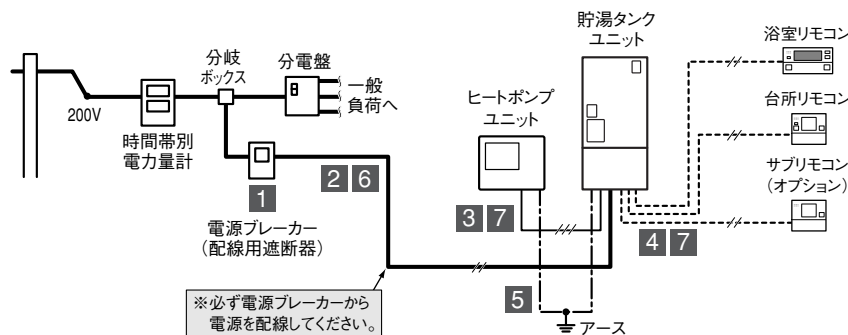 200V
時間帯別
電力量計
分岐
ボックス
分電盤
一般
負荷へ
1
電源ブレーカー
（配線用遮断器）
2 6
※必ず電源ブレーカーから
電源を配線してください。
ヒートポンプ
ユニット
3 7
貯湯タンク
ユニット
4 7
5
アース
浴室リモコン
台所リモコン
サブリモコン
（オプション）